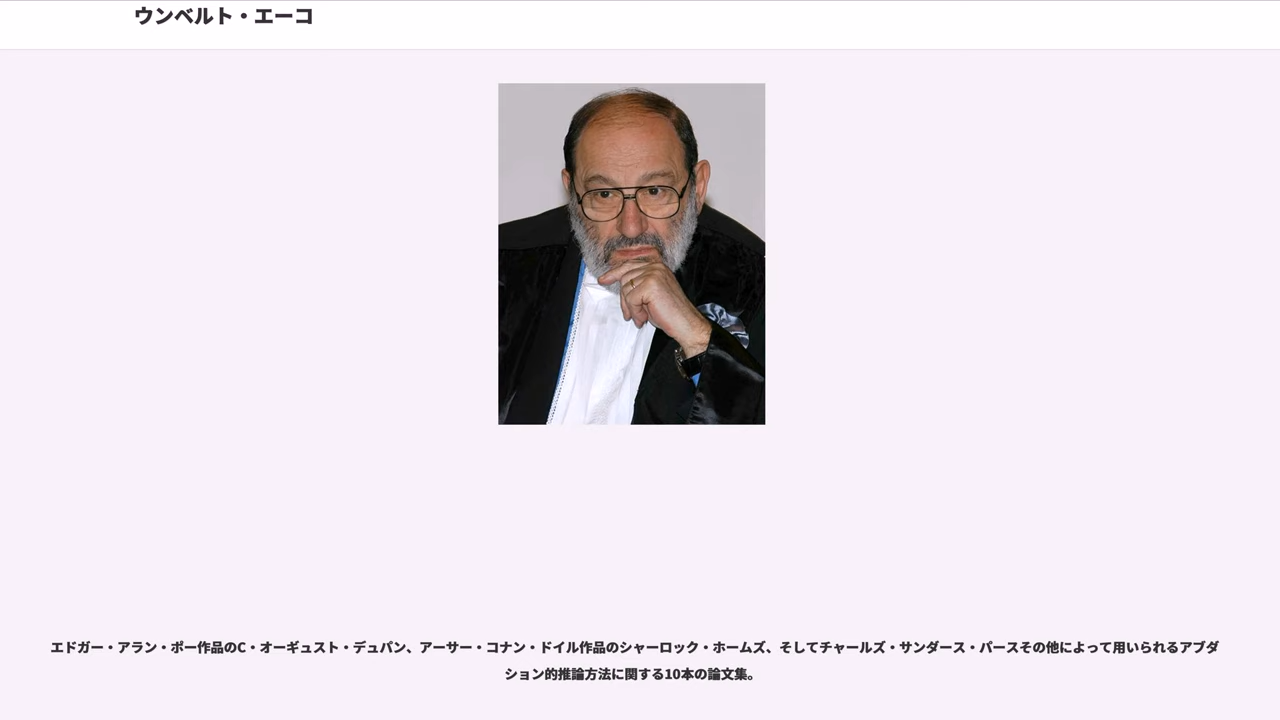 ウンベルト・エーコ
エドガー・アラン・ポー作品のC・オーギュスト・デュパン、アーサー・コナン・ドイル作品のシャーロック・ホームズ、そしてチャールズ・サンダース・パースその他によって用いられるアブダ
ション的推論方法に関する10本の論文集。